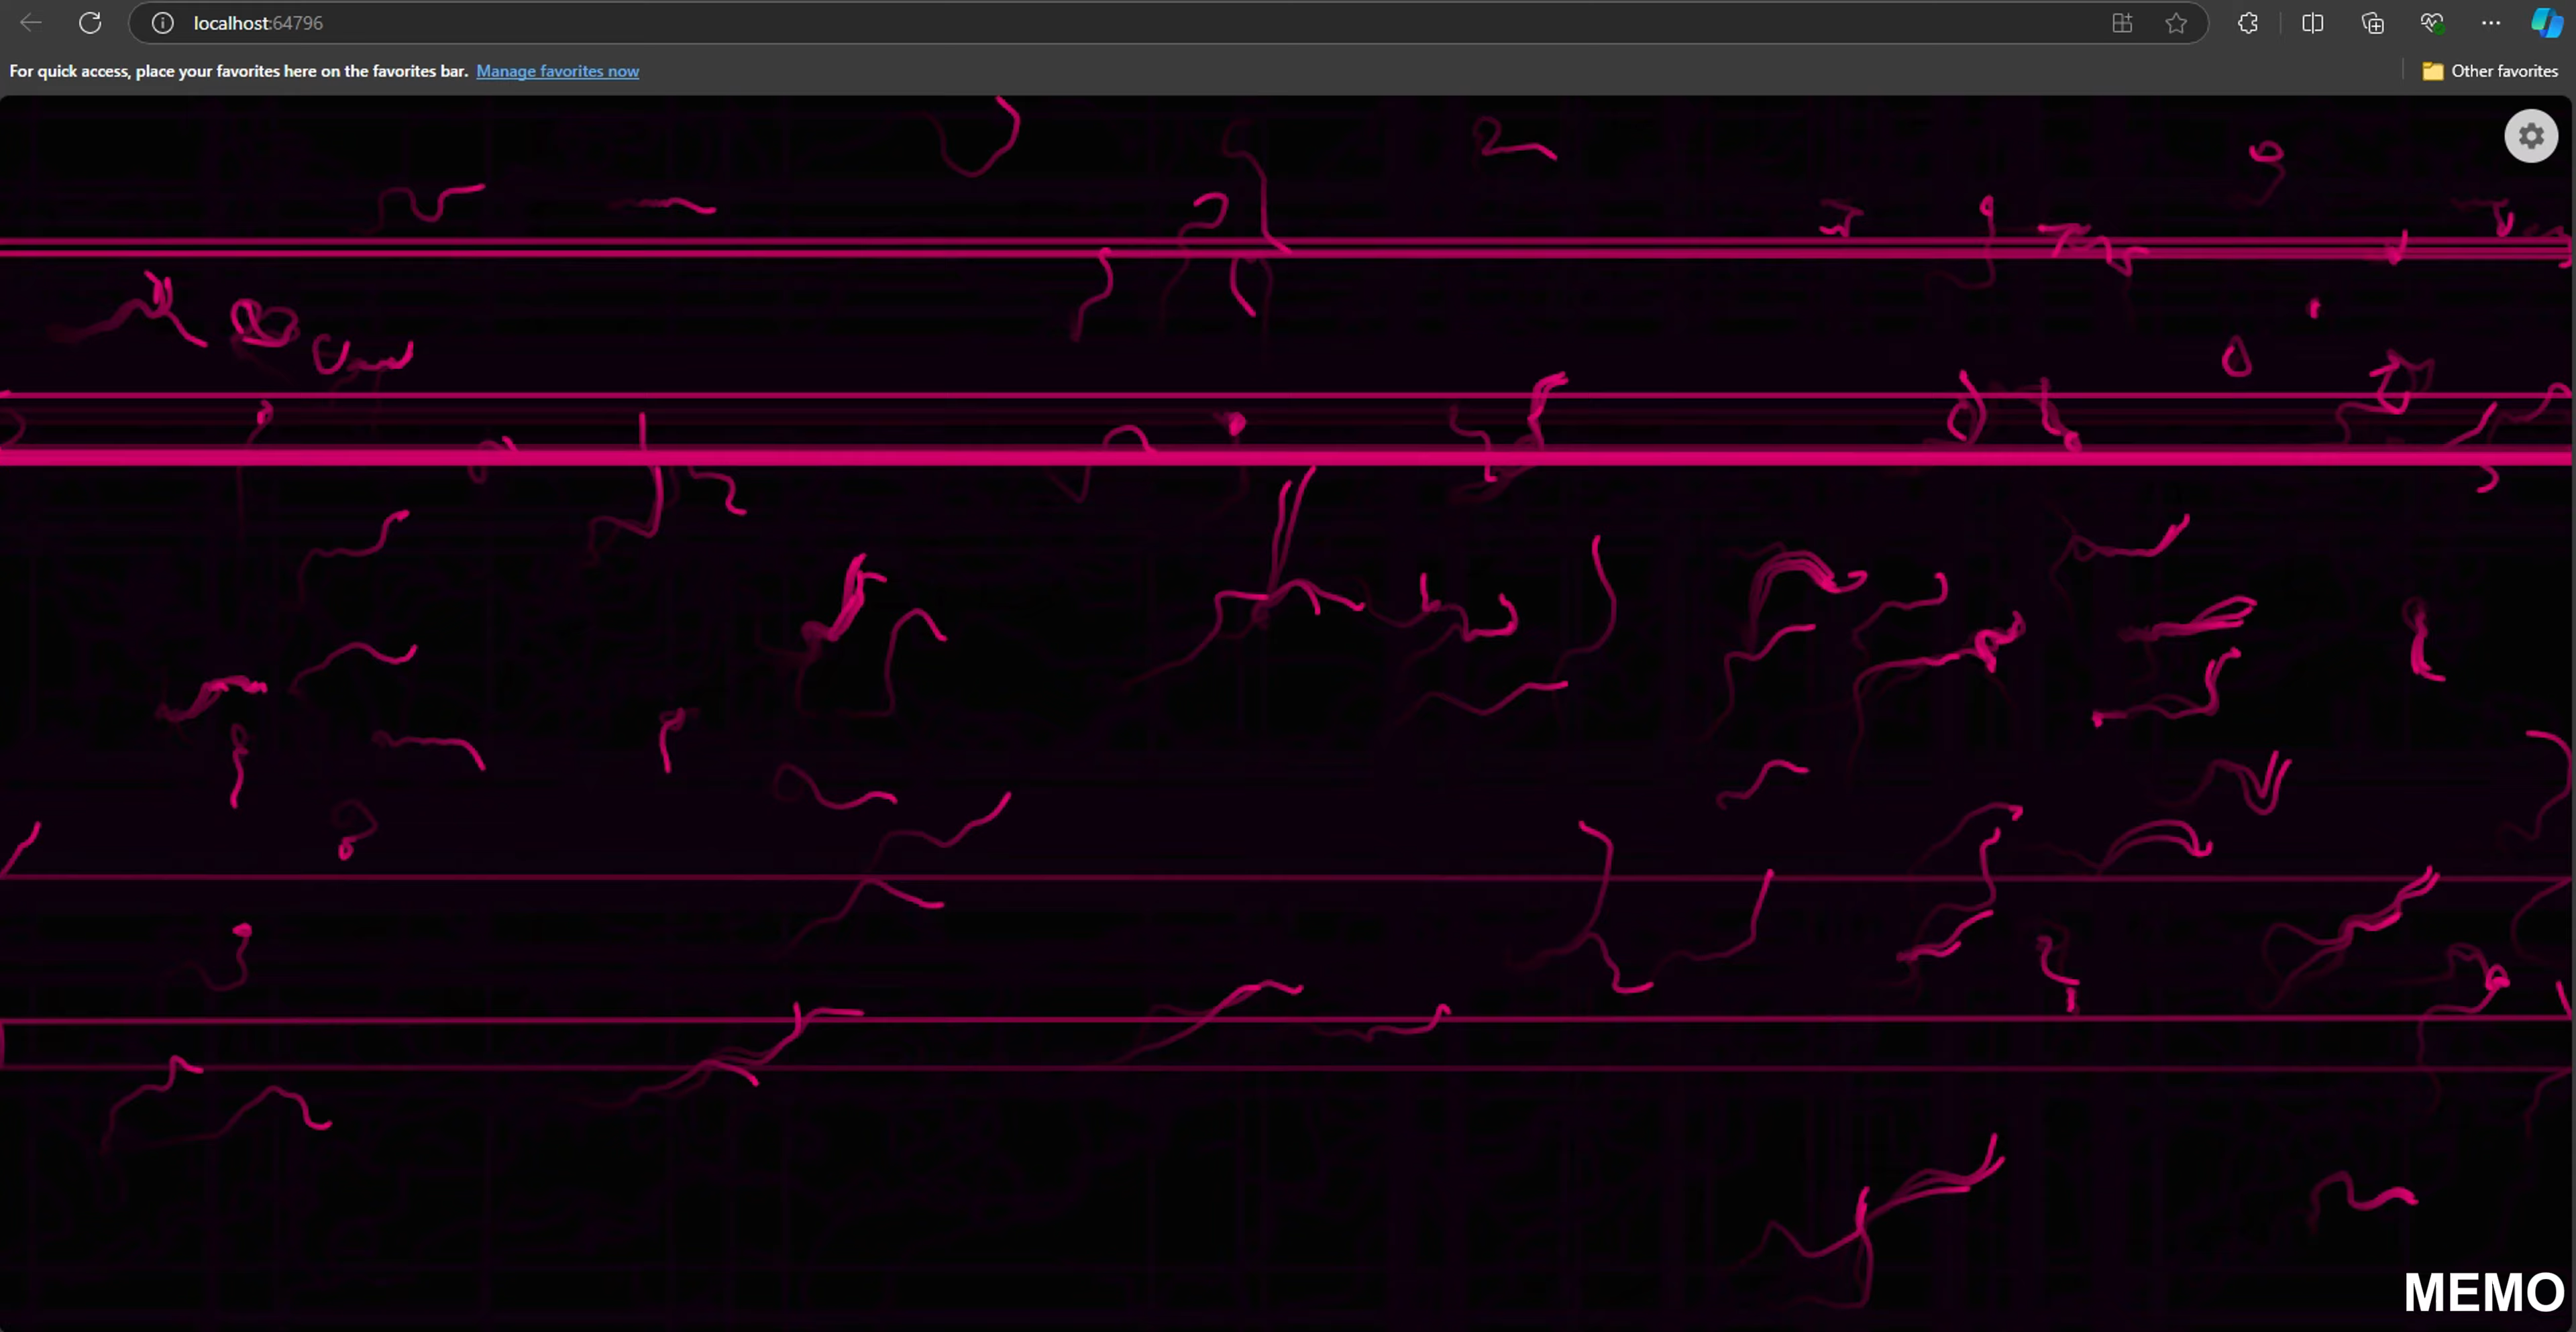 localhost:64796
For quick access, place your favorites here on the favorites bar. Manage favorites now
Other favorites
MEMO